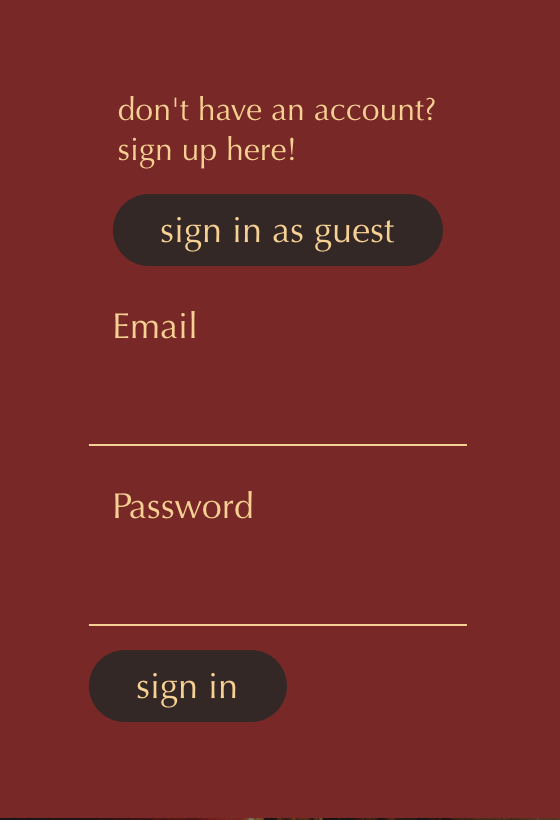 don't have an account?
sign up here!
sign in as guest
Email
Password
sign in